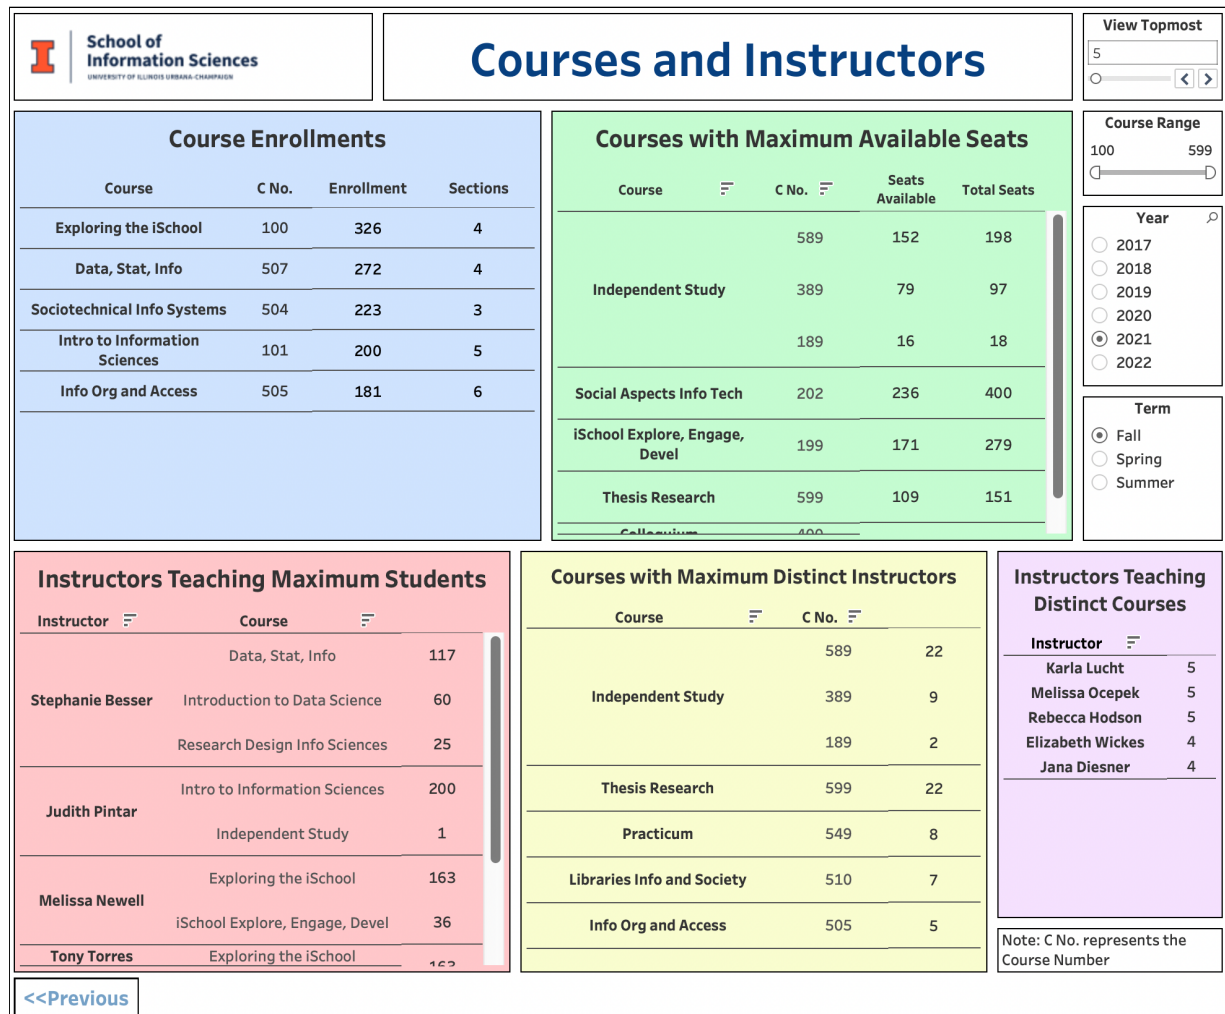 School of
Information Sciences
UNIVERSITY OF ILLINOIS URBANA-CHAMPAIGN
Courses and Instructors
View Topmost
5
Course Range
100 599
Year
2017
2018
2019
2020
2021
2022
Term
Fall
Spring
Summer
Course Enrollments
Course C No. Enrollment Sections
Exploring the iSchool 100 326 4
Data, Stat, Info 507 272 4
Sociotechnical Info Systems 504 223 3
Intro to Information
Sciences 101 200 5
Info Org and Access 505 181 6
Courses with Maximum Available Seats
Course C No. Seats
Available Total Seats
589 152 198
Independent Study 389 79 97
189 16 18
Social Aspects Info Tech 202 236 400
iSchool Explore, Engage,
Devel 199 171 279
Thesis Research 599 109 151
Colloquium 400
Instructors Teaching Maximum Students
Instructor Course
Data, Stat, Info 117
Stephanie Besser Introduction to Data Science 60
Research Design Info Sciences 25
Intro to Information Sciences 200
Judith Pintar
Independent Study 1
Exploring the iSchool 163
Melissa Newell
iSchool Explore, Engage, Devel 36
Tony Torres Exploring the iSchool 163
Courses with Maximum Distinct Instructors
Course C No.
589 22
Independent Study 389 9
189 2
Thesis Research 599 22
Practicum 549 8
Libraries Info and Society 510 7
Info Org and Access 505 5
Instructors Teaching
Distinct Courses
Instructor
Karla Lucht 5
Melissa Ocepek 5
Rebecca Hodson 5
Elizabeth Wickes 4
Jana Diesner 4
Note: C No. represents the
Course Number
<<Previous